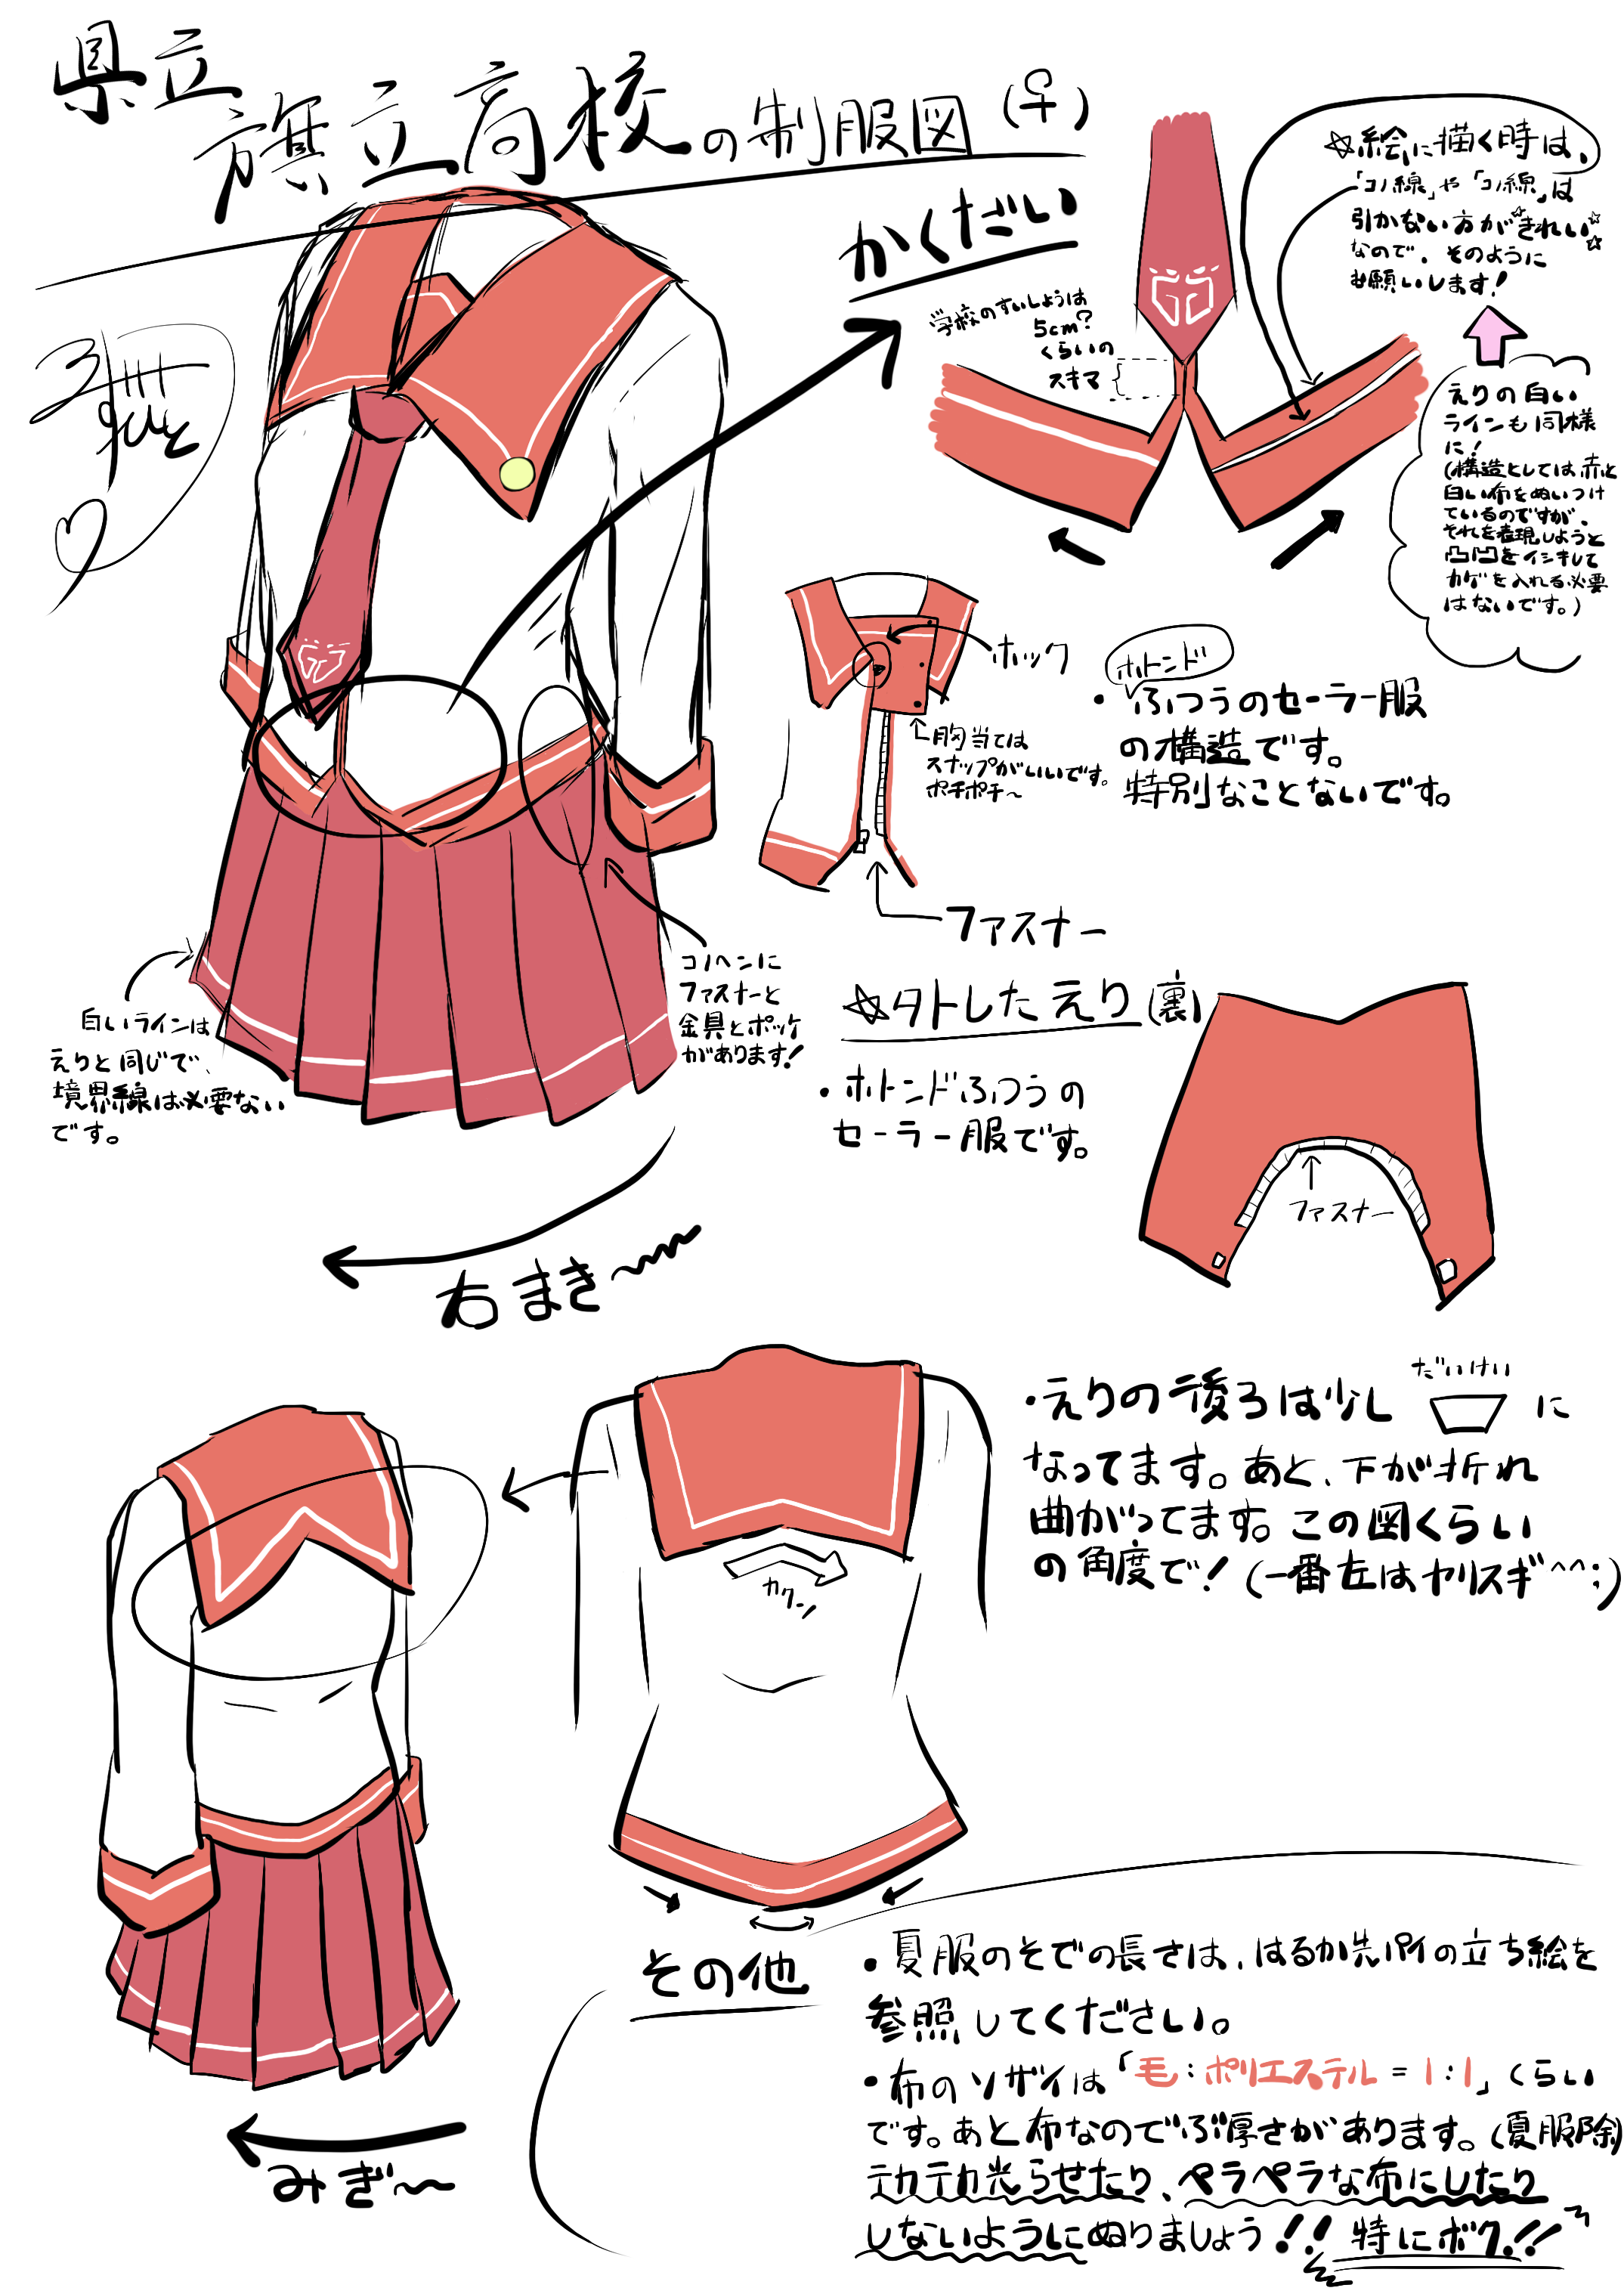 県立
旗立高校の制服図(♀)
かくだい
学校のすいしょうは
5cm?
くらいの
スキマ
☆絵に描く時は、
「コノ線」や「コノ線」は
引かない方がきれい
なので、そのように
お願いします!
えりの白い
ラインも同様
に!
(構造としては赤と
白い布をぬいつけ
ているのですが、
それを表現しようと
凸凹をイシキして
カゲを入れる必要
はないです。)
ホック
胸当ては
スナップがいいです。
ポチポチ〜
ファスナー
ホトンド
・ふつうのセーラー服
の構造です。
特別なことないです。
コノヘンに
ファスナーと
金具とポッケ
があります!
白いラインは
えりと同じで、
境界線は必要ない
です。
右まき〜
☆外したえり(裏)
・ホトンドふつうの
セーラー服です。
ファスナー
だいけい
・えりの後ろは少し に
なってます。あと、下が折れ
曲がってます。この図くらい
の角度で!(一番左はヤリスギ^^;)
カクーン
みぎ〜
その他
・夏服のそでの長さは、はるか先パイの立ち絵を
参照してください。
・布のソザイは「毛:ポリエステル=1:1」くらい
です。あと布なのでぶ厚さがあります。(夏服除)
テカテカ光らせたり、ペラペラな布にしたり
しないようにぬりましょう!!特にボク!!